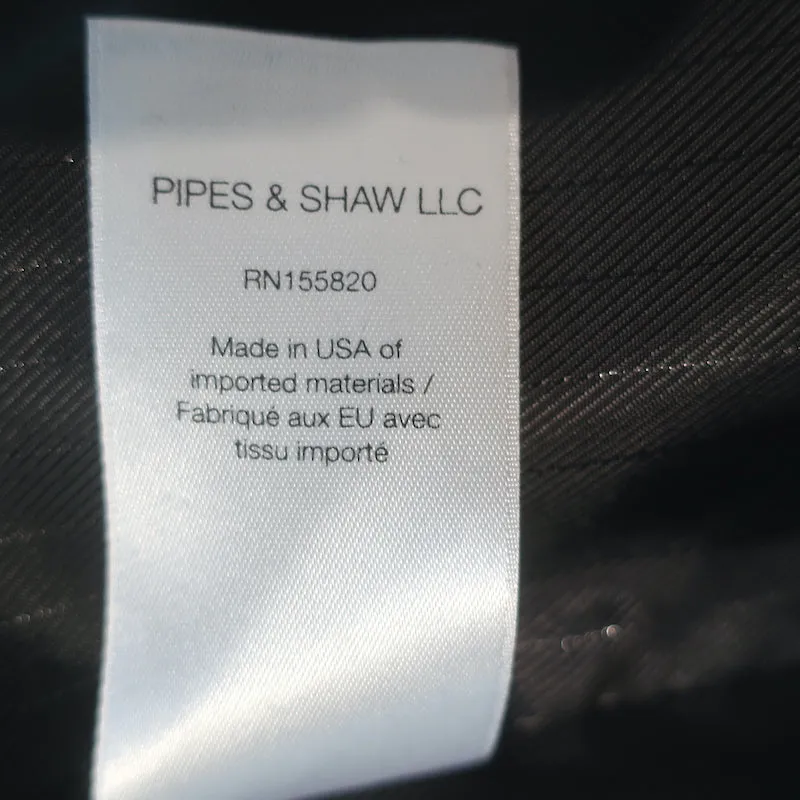 PIPES & SHAW LLC
RN155820
Made in USA of
imported materials /
Fabriqué aux EU avec
tissu importé